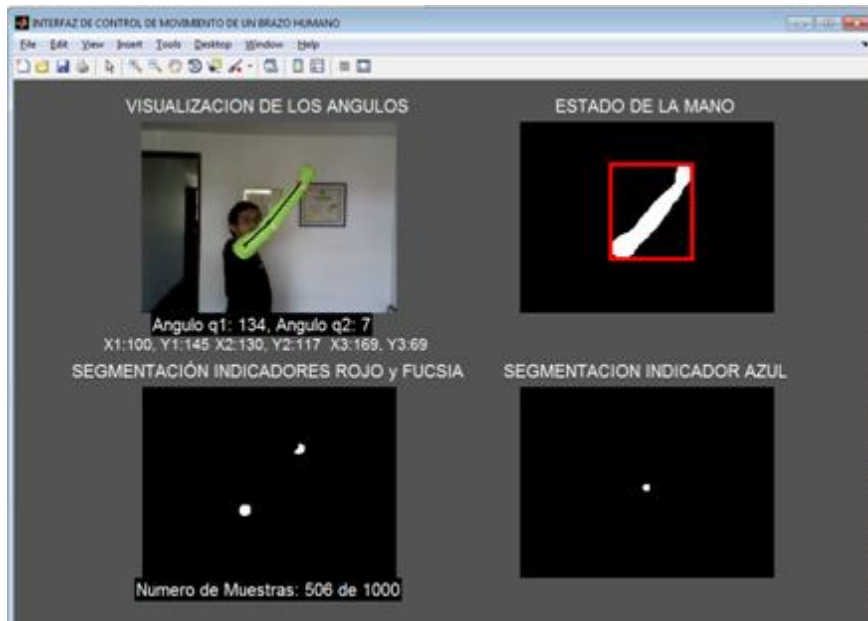 INTERFAZ DE CONTROL DE MOVIMIENTO DE UN BRAZO HUMANO
File Edit View Insert Tools Desktop Window Help
VISUALIZACION DE LOS ANGULOS
ESTADO DE LA MANO
Angulo q1: 134, Angulo q2: 7
X1:100, Y1:145 X2:130, Y2:117 X3:169, Y3:69
SEGMENTACIÓN INDICADORES ROJO y FUCSIA
SEGMENTACION INDICADOR AZUL
Numero de Muestras: 506 de 1000